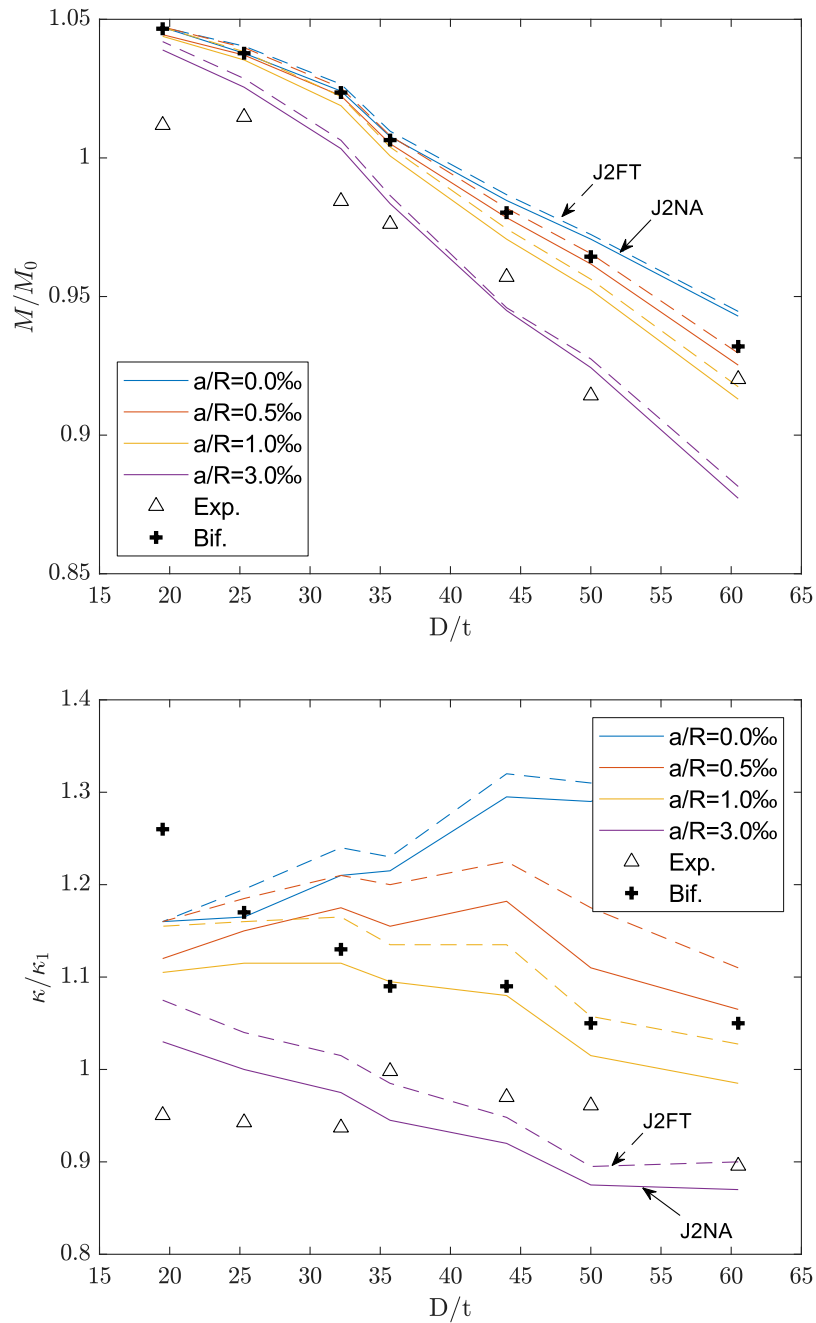 1.05
1
0.95
0.9
0.85
M/M0
J2FT
J2NA
a/R=0.0‰
a/R=0.5‰
a/R=1.0‰
a/R=3.0‰
Exp.
Bif.
15 20 25 30 35 40 45 50 55 60 65
D/t
1.4
1.3
1.2
1.1
1
0.9
0.8
κ/κ1
a/R=0.0‰
a/R=0.5‰
a/R=1.0‰
a/R=3.0‰
Exp.
Bif.
J2FT
J2NA
15 20 25 30 35 40 45 50 55 60 65
D/t